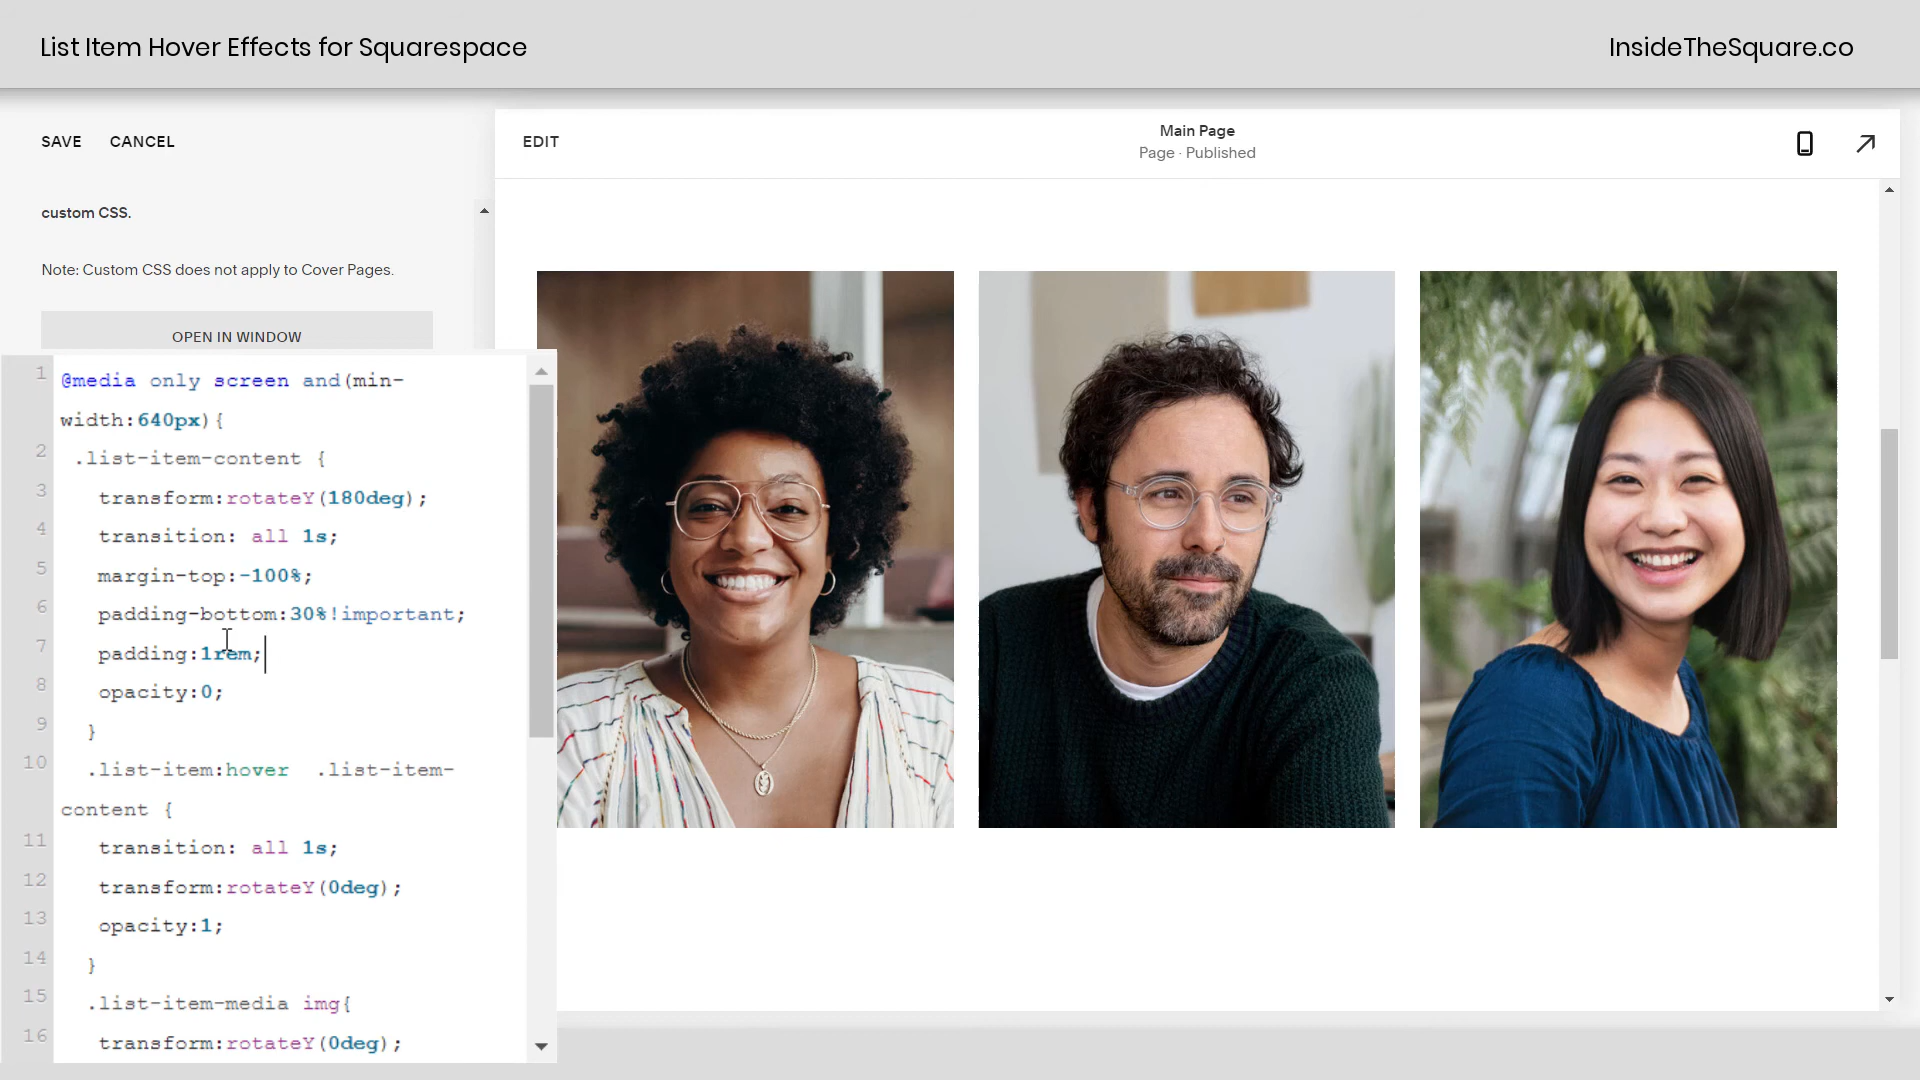 List Item Hover Effects for Squarespace
InsideTheSquare.co
SAVE CANCEL
EDIT
Main Page
Page · Published
custom CSS.
Note: Custom CSS does not apply to Cover Pages.
OPEN IN WINDOW
1 @media only screen and(min-
width:640px){
2 .list-item-content {
3 transform:rotateY(180deg);
4 transition: all 1s;
5 margin-top:-100%;
6 padding-bottom:30%!important;
7 padding:1rem;
8 opacity:0;
9 }
10 .list-item:hover .list-item-
content {
11 transition: all 1s;
12 transform:rotateY(0deg);
13 opacity:1;
14 }
15 .list-item-media img{
16 transform:rotateY(0deg);